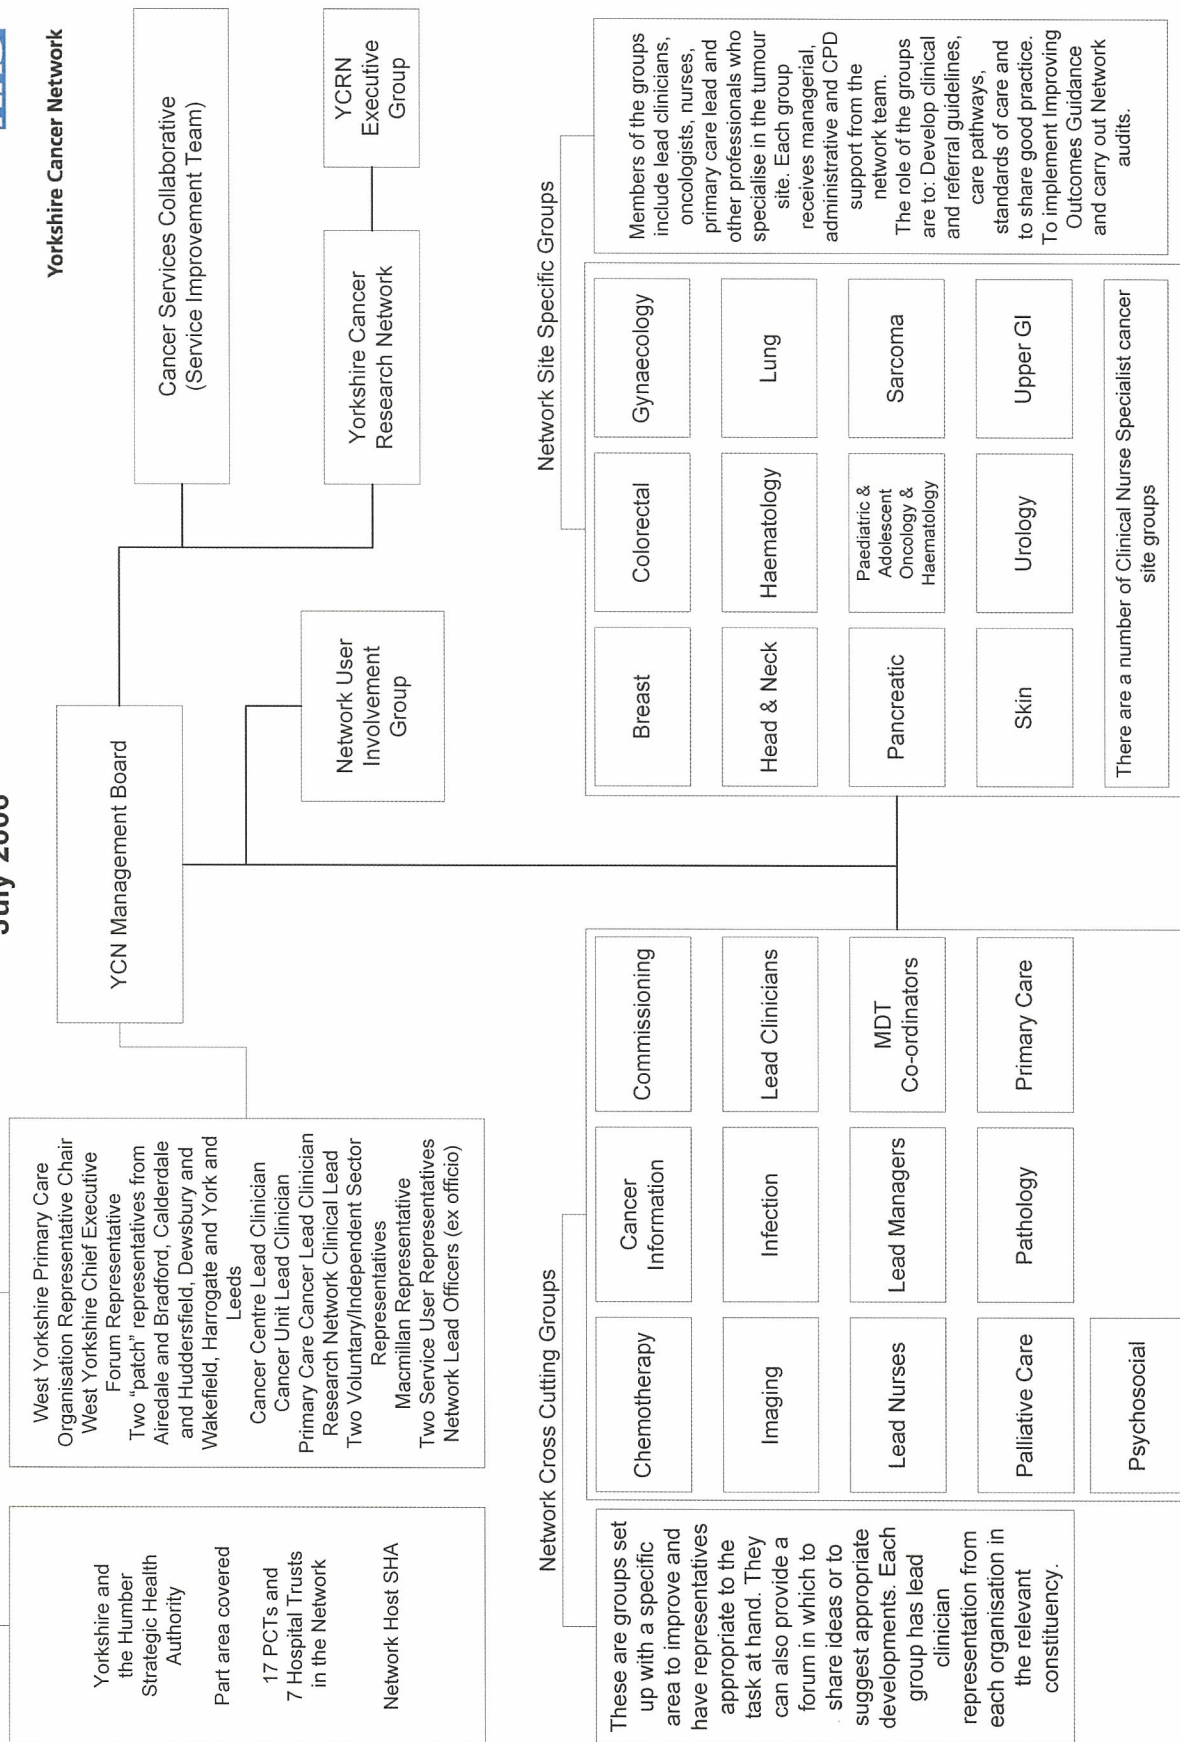 July 2006
Yorkshire Cancer Network
Yorkshire and
the Humber
Strategic Health
Authority
Part area covered
17 PCTs and
7 Hospital Trusts
in the Network
Network Host SHA
West Yorkshire Primary Care
Organisation Representative Chair
West Yorkshire Chief Executive
Forum Representative
Two “patch” representatives from
Airedale and Bradford, Calderdale
and Huddersfield, Dewsbury and
Wakefield, Harrogate and York and
Leeds
Cancer Centre Lead Clinician
Cancer Unit Lead Clinician
Primary Care Cancer Lead Clinician
Research Network Clinical Lead
Two Voluntary/Independent Sector
Representatives
Macmillan Representative
Two Service User Representatives
Network Lead Officers (ex officio)
YCN Management Board
Network User
Involvement
Group
Cancer Services Collaborative
(Service Improvement Team)
Yorkshire Cancer
Research Network
YCRN
Executive
Group
Network Cross Cutting Groups
These are groups set
up with a specific
area to improve and
have representatives
appropriate to the
task at hand. They
can also provide a
forum in which to
share ideas or to
suggest appropriate
developments. Each
group has lead
clinician
representation from
each organisation in
the relevant
constituency.
Chemotherapy
Cancer
Information
Commissioning
Imaging
Infection
Lead Clinicians
Lead Nurses
Lead Managers
MDT
Co-ordinators
Palliative Care
Pathology
Primary Care
Psychosocial
Network Site Specific Groups
Breast
Colorectal
Gynaecology
Head & Neck
Haematology
Lung
Pancreatic
Paediatric &
Adolescent
Oncology &
Haematology
Sarcoma
Skin
Urology
Upper GI
There are a number of Clinical Nurse Specialist cancer
site groups
Members of the groups
include lead clinicians,
oncologists, nurses,
primary care lead and
other professionals who
specialise in the tumour
site. Each group
receives managerial,
administrative and CPD
support from the
network team.
The role of the groups
are to: Develop clinical
and referral guidelines,
care pathways,
standards of care and
to share good practice.
To implement Improving
Outcomes Guidance
and carry out Network
audits.